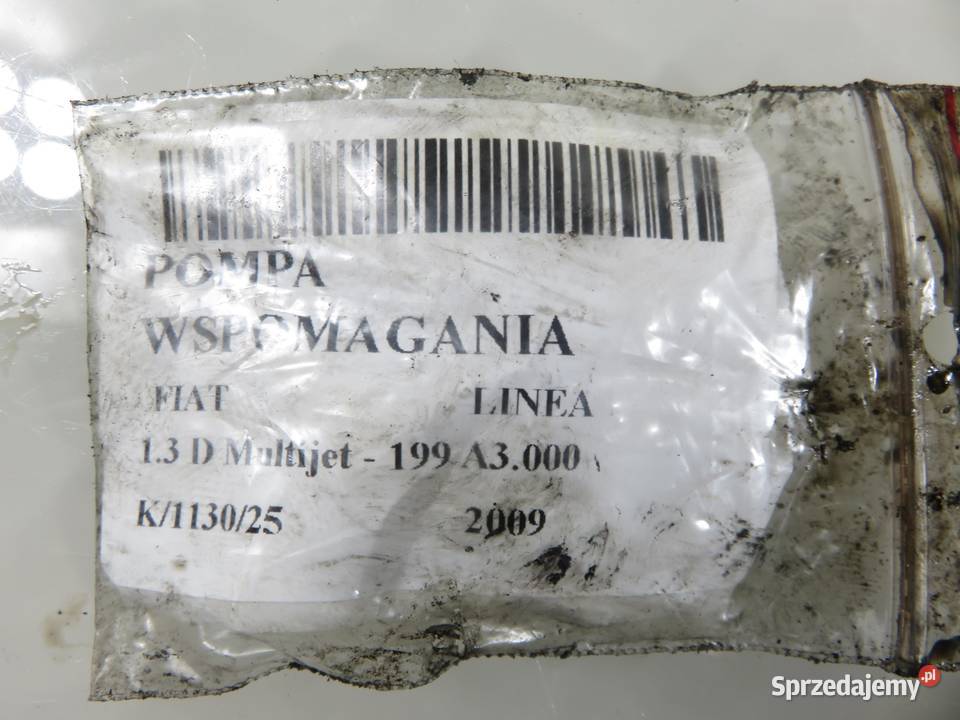 POMPA
WSPOMAGANIA
FIAT LINEA
1.3 D Multijet - 199 A3.000
K/1130/25 2009
Sprzedajemy.pl